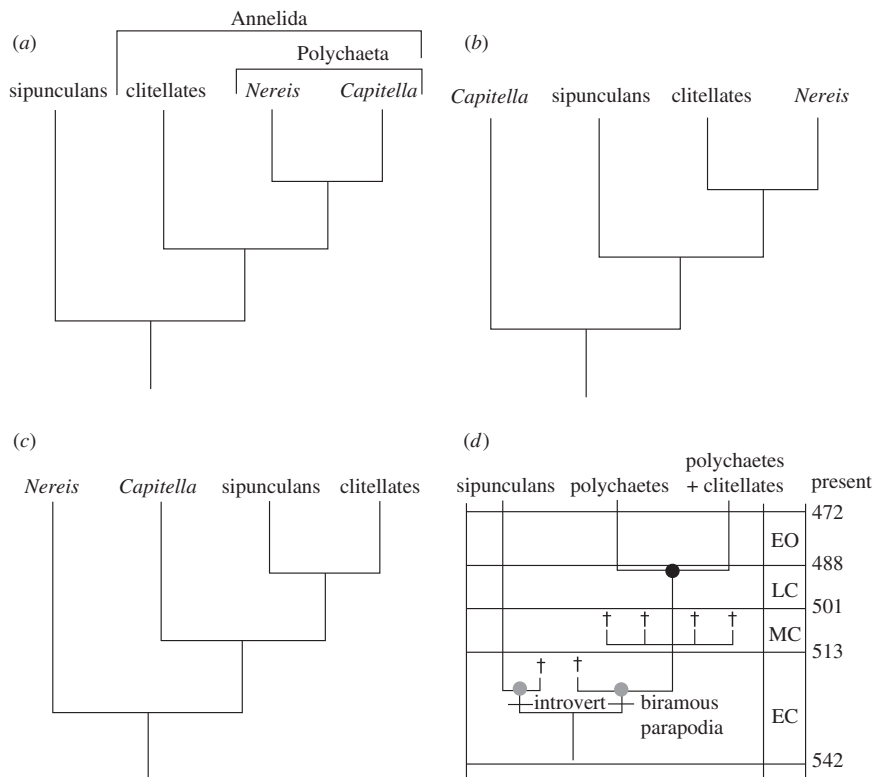 (a)
Annelida
Polychaeta
sipunculans clitellates Nereis Capitella
(b)
Capitella sipunculans clitellates Nereis
(c)
Nereis Capitella sipunculans clitellates
(d)
sipunculans polychaetes polychaetes
+ clitellates
present
472
EO
488
LC
501
† † † †
MC
513
† †
introvert biramous
parapodia
EC
542